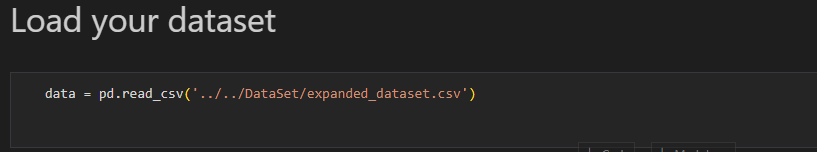 Load your dataset
data = pd.read_csv('../../DataSet/expanded_dataset.csv')